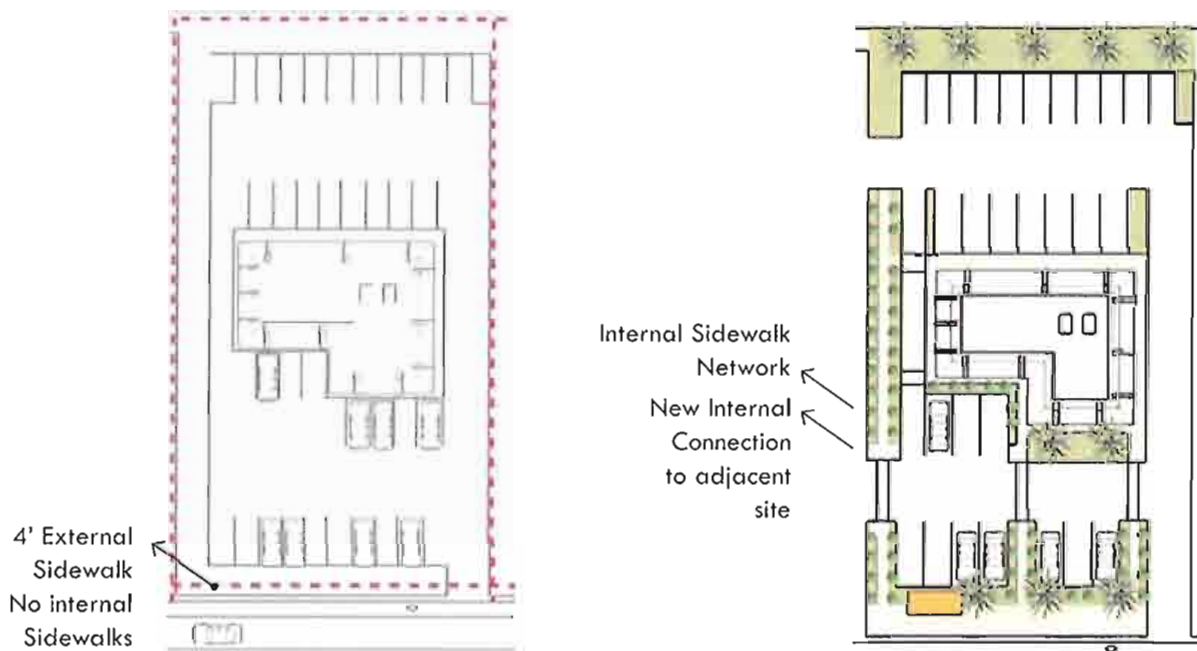 4' External
Sidewalk
No internal
Sidewalks
Internal Sidewalk
Network
New Internal
Connection
to adjacent
site